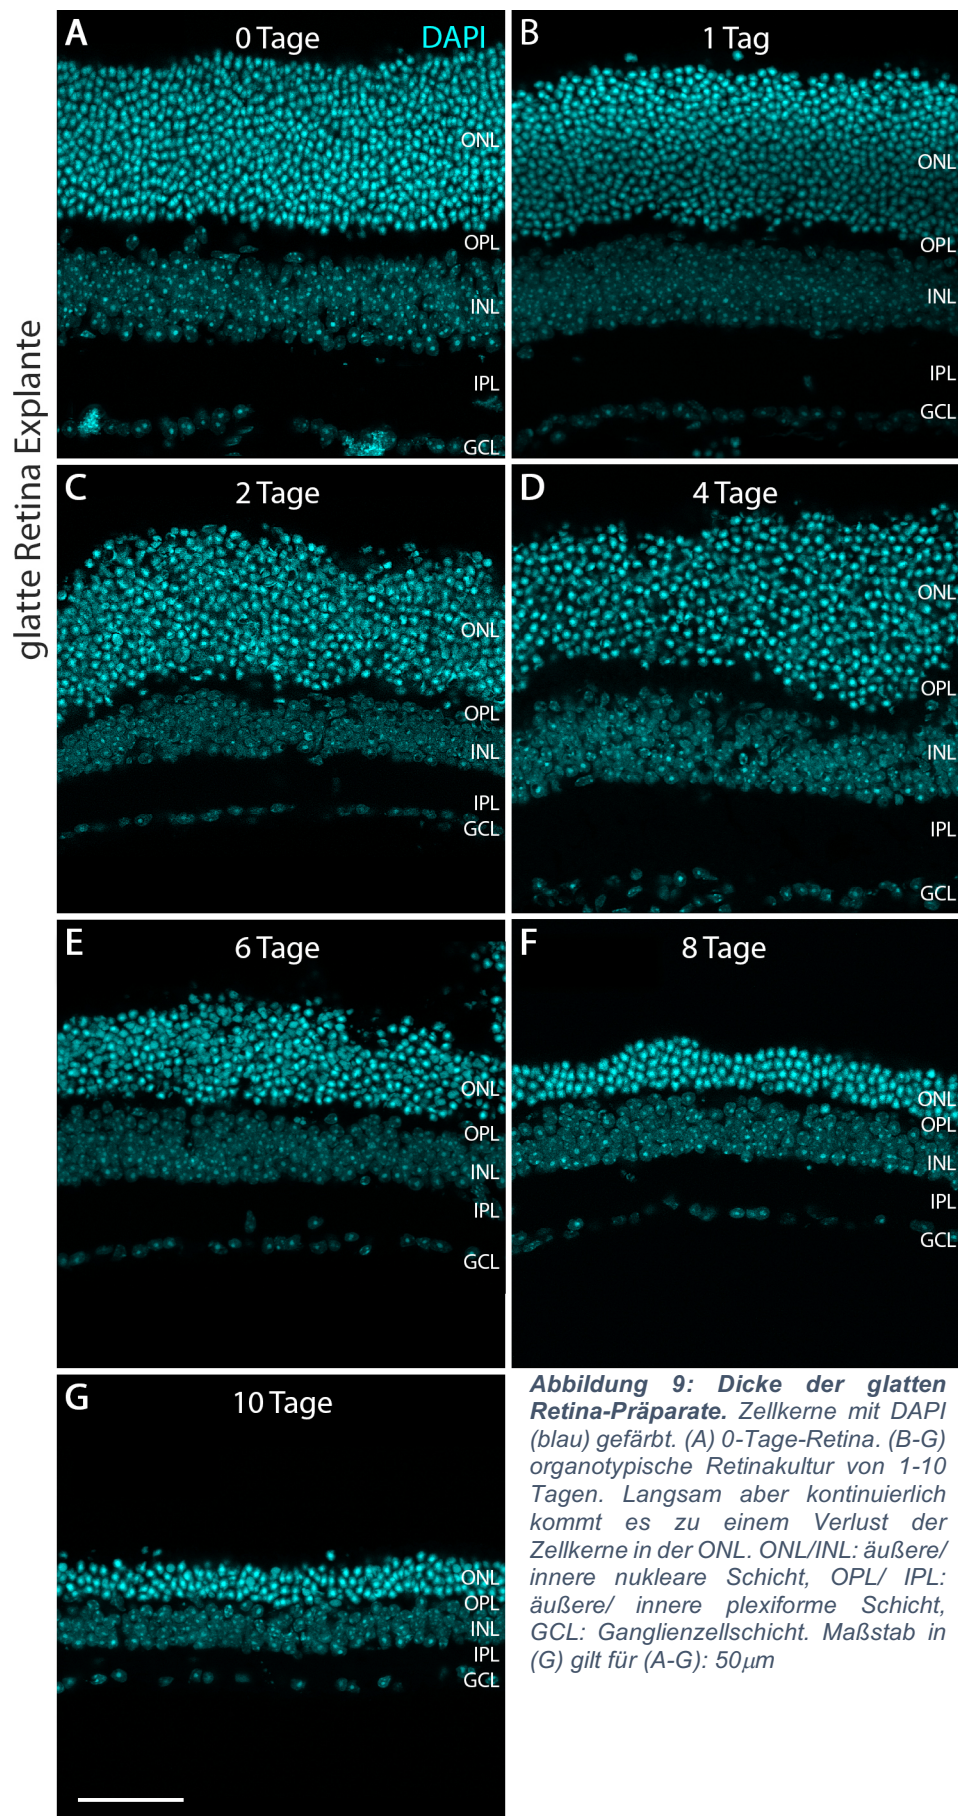 glatte Retina Explante
A
0 Tage
DAPI
ONL
OPL
INL
IPL
GCL
B
1 Tag
ONL
OPL
INL
IPL
GCL
C
2 Tage
ONL
OPL
INL
IPL
GCL
D
4 Tage
ONL
OPL
INL
IPL
GCL
E
6 Tage
ONL
OPL
INL
IPL
GCL
F
8 Tage
ONL
OPL
INL
IPL
GCL
G
10 Tage
ONL
OPL
INL
IPL
GCL
Abbildung 9: Dicke der glatten
Retina-Präparate. Zellkerne mit DAPI
(blau) gefärbt. (A) 0-Tage-Retina. (B-G)
organotypische Retinakultur von 1-10
Tagen. Langsam aber kontinuierlich
kommt es zu einem Verlust der
Zellkerne in der ONL. ONL/INL: äußere/
innere nukleare Schicht, OPL/ IPL:
äußere/ innere plexiforme Schicht,
GCL: Ganglienzellschicht. Maßstab in
(G) gilt für (A-G): 50µm